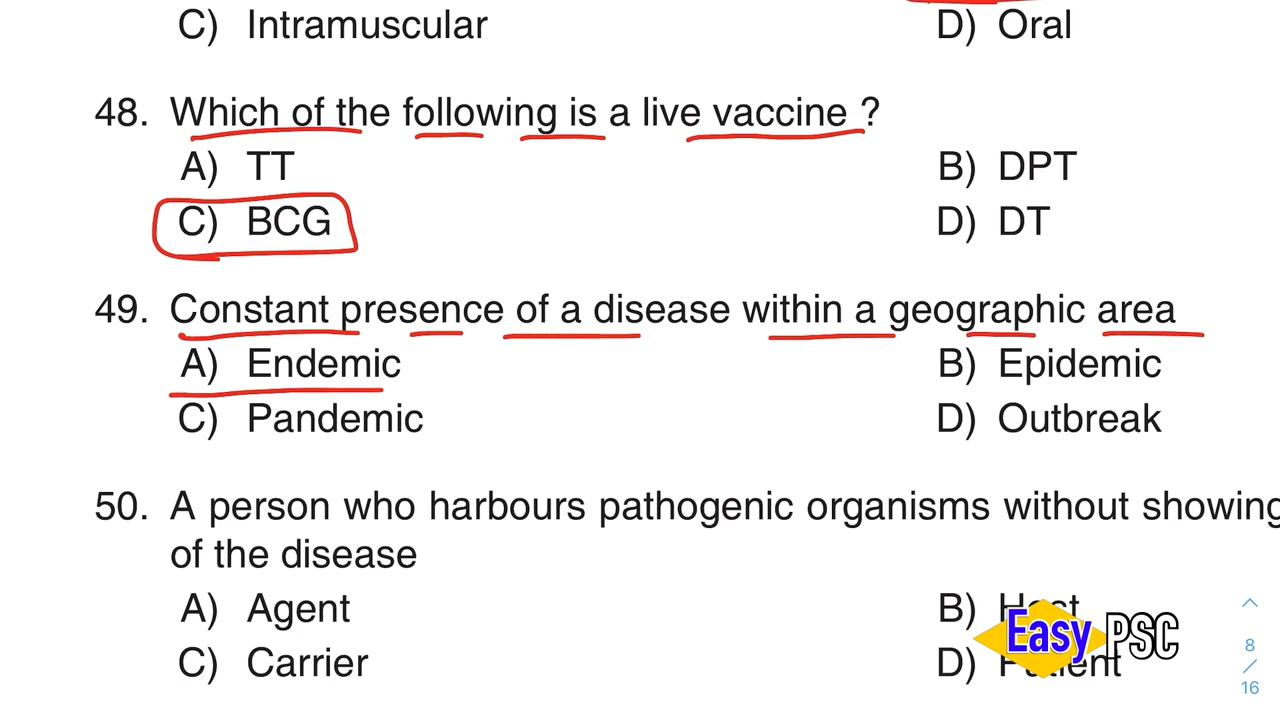 C) Intramuscular D) Oral
48. Which of the following is a live vaccine ?
A) TT B) DPT
C) BCG D) DT
49. Constant presence of a disease within a geographic area
A) Endemic B) Epidemic
C) Pandemic D) Outbreak
50. A person who harbours pathogenic organisms without showing
of the disease
A) Agent B) Host
C) Carrier D) Patient
Easy PSC
8
/
16